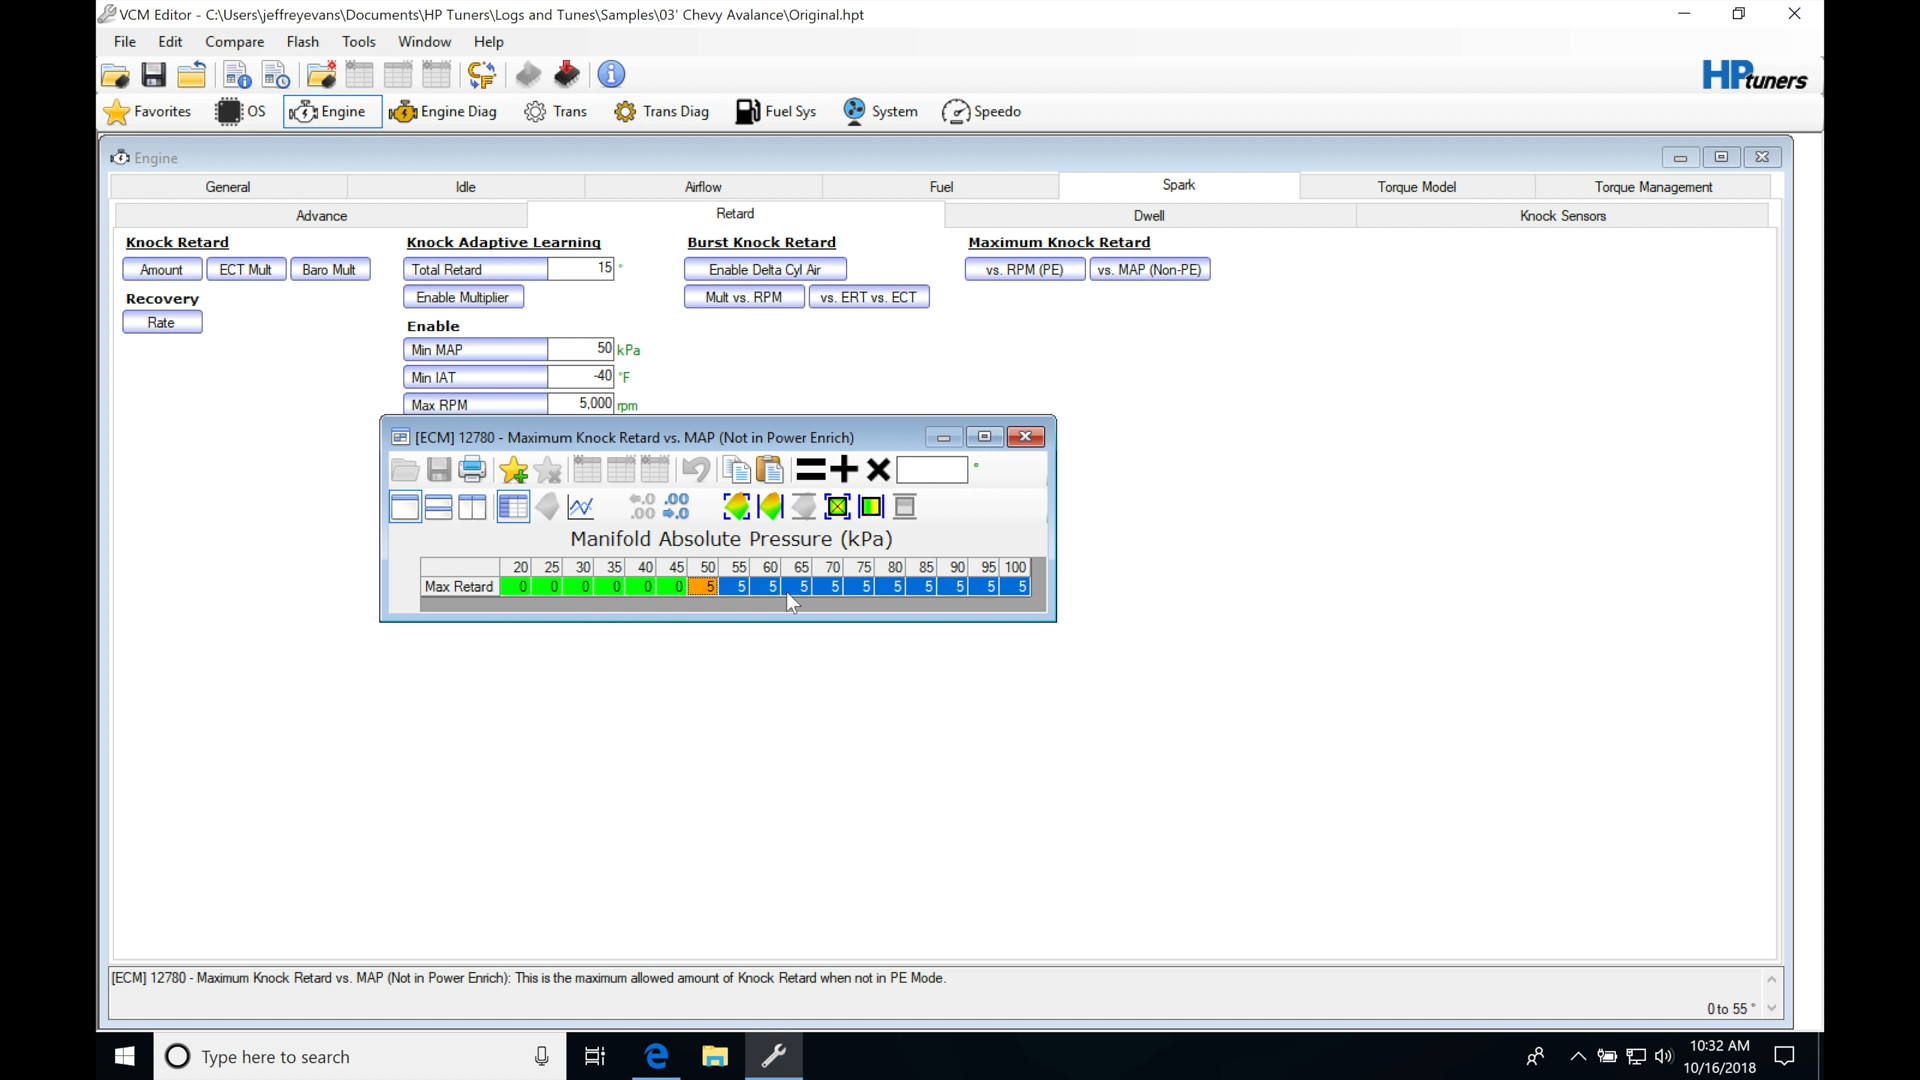 VCM Editor - C:\Users\jeffreyevans\Documents\HP Tuners\Logs and Tunes\Samples\03' Chevy Avalance\Original.hpt
File Edit Compare Flash Tools Window Help
HPtuners
Favorites OS Engine Engine Diag Trans Trans Diag Fuel Sys System Speedo
Engine
General Idle Airflow Fuel Spark Torque Model Torque Management
Advance Retard Dwell Knock Sensors
Knock Retard Knock Adaptive Learning Burst Knock Retard Maximum Knock Retard
Amount ECT Mult Baro Mult Total Retard 15 ° Enable Delta Cyl Air vs. RPM (PE) vs. MAP (Non-PE)
Recovery Enable Multiplier Mult vs. RPM vs. ERT vs. ECT
Rate Enable
Min MAP 50 kPa
Min IAT -40 °F
Max RPM 5,000 rpm
[ECM] 12780 - Maximum Knock Retard vs. MAP (Not in Power Enrich)
°
←.0 .00 .00 →.0
Manifold Absolute Pressure (kPa)
20 25 30 35 40 45 50 55 60 65 70 75 80 85 90 95 100
Max Retard 0 0 0 0 0 0 5 5 5 5 5 5 5 5 5 5 5
[ECM] 12780 - Maximum Knock Retard vs. MAP (Not in Power Enrich): This is the maximum allowed amount of Knock Retard when not in PE Mode.
0 to 55 °
Type here to search
10:32 AM
10/16/2018